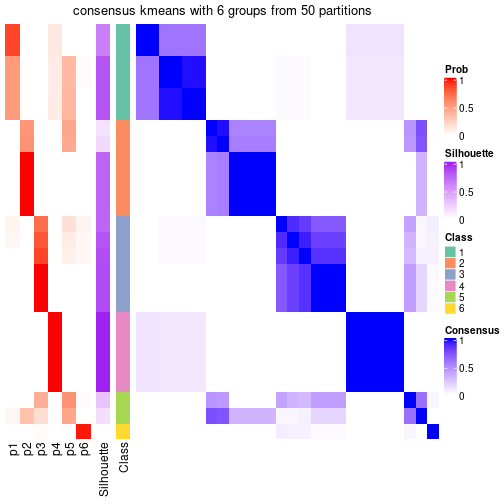 consensus kmeans with 6 groups from 50 partitions
Prob
1
0.5
0
Silhouette
1
0.5
0
Class
1
2
3
4
5
6
Consensus
1
0.5
0
p1
p2
p3
p4
p5
p6
Silhouette
Class